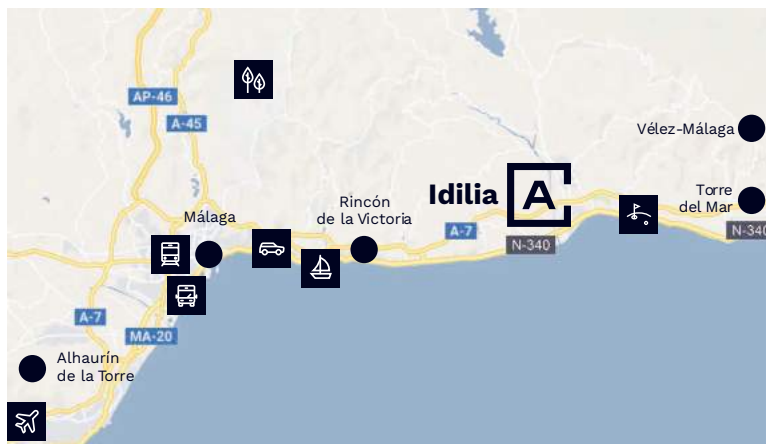 AP-46
A-45
Vélez-Málaga
Idilia
A
Rincón
de la Victoria
Torre
del Mar
Málaga
A-7
N-340
N-340
A-7
MA-20
Alhaurín
de la Torre